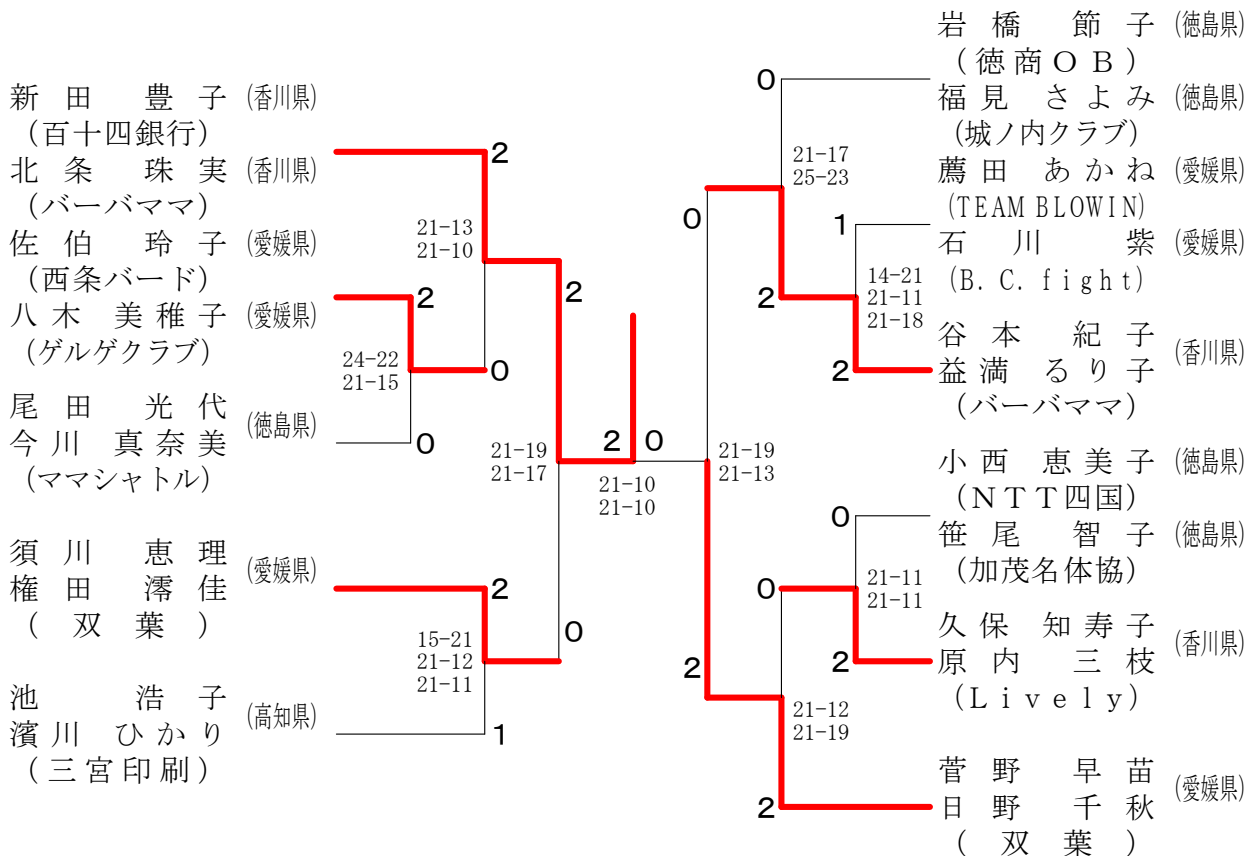 新田 豊子 (香川県)
(百十四銀行)
北条 珠実 (香川県)
(バーバママ)
佐伯 玲子 (愛媛県)
(西条バード)
八木 美稚子 (愛媛県)
(ゲルゲクラブ)
尾田 光代
今川 真奈美 (徳島県)
(ママシャトル)
須川 恵理
権田 澪佳 (愛媛県)
(双葉)
池 浩子
濱川 ひかり (高知県)
(三宮印刷)
2
21-13
21-10
2
24-22
21-15
0
0
2
21-19
21-17
2
15-21
21-12
21-11
1
0
2 0
21-10
21-10
0
21-19
21-13
2
0
21-17
25-23
2
1
14-21
21-11
21-18
2
0
21-11
21-11
2
0
21-12
21-19
2
岩橋 節子 (徳島県)
(徳商OB)
福見 さよみ (徳島県)
(城ノ内クラブ)
薦田 あかね (愛媛県)
(TEAM BLOWIN)
石川 紫 (愛媛県)
(B.C.fight)
谷本 紀子
益満 るり子 (香川県)
(バーバママ)
小西 恵美子 (徳島県)
(NTT四国)
笹尾 智子 (徳島県)
(加茂名体協)
久保 知寿子
原内 三枝 (香川県)
(Lively)
菅野 早苗
日野 千秋 (愛媛県)
(双葉)